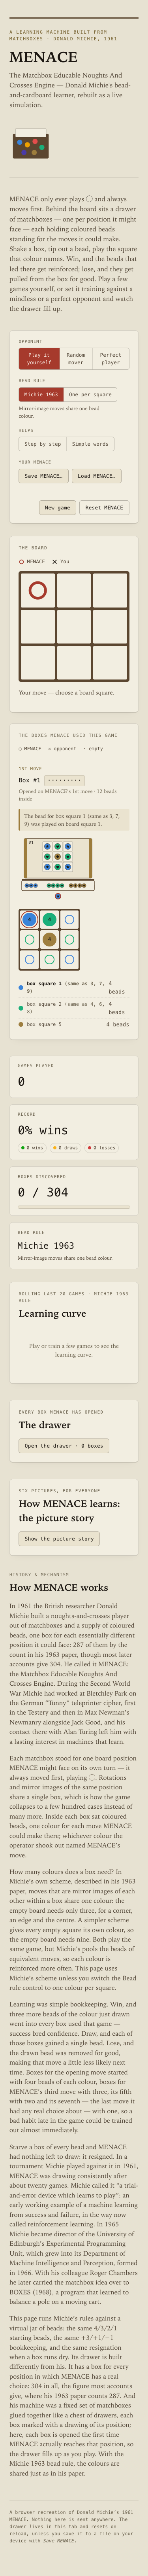 A LEARNING MACHINE BUILT FROM
MATCHBOXES · DONALD MICHIE, 1961
MENACE
The Matchbox Educable Noughts And
Crosses Engine — Donald Michie's bead-
and-cardboard learner, rebuilt as a live
simulation.
MENACE only ever plays ◯ and always
moves first. Behind the board is a drawer
of matchboxes — one per position it might
face — each holding coloured beads
standing for the moves it could make.
Shake a box, tip out a bead, play the square
of that colours names. Win, and the beads that
got there get reinforced; lose, and they get
pulled from the box for good. Play a few
games yourself, or set it training against a
mindless or a perfect opponent and watch
the drawer fill up.
OPPONENT
Play it
yourself
Random
mover
Perfect
player
BEAD RULE
Michie 1963
One per square
Mirror-image moves share one bead
colour.
HELPS
Step by step
Simple words
YOUR MENACE
Save MENACE…
Load MENACE…
New game
Reset MENACE
THE BOARD
MENACE
You
Your move — choose a board square.
THE BOXES MENACE USED THIS GAME
○ MENACE × opponent · empty
1ST MOVE
Box #1
Opened on MENACE's 1st move · 12 beads
inside
The bead for box square 1 (same as 3, 7,
9) was played on board square 1.
#1
box square 1 (same as 3, 7,
9)
4
beads
box square 2 (same as 4, 6,
8)
4
beads
box square 5
4 beads
GAMES PLAYED
0
RECORD
0% wins
0 wins
0 draws
0 losses
BOXES DISCOVERED
0 / 304
BEAD RULE
Michie 1963
Mirror-image moves share one bead colour.
ROLLING LAST 20 GAMES · MICHIE 1963
RULE
Learning curve
Play or train a few games to see the
learning curve.
EVERY BOX MENACE HAS OPENED
The drawer
Open the drawer · 0 boxes
SIX PICTURES, FOR EVERYONE
How MENACE learns:
the picture story
Show the picture story
HISTORY & MECHANISM
How MENACE works
In 1961 the British researcher Donald
Michie built a noughts-and-crosses player
out of matchboxes and a supply of coloured
beads, one box for each essentially different
position it could face: 287 of them by the
count in his 1963 paper, though most later
accounts give 304. He called it MENACE:
the Matchbox Educable Noughts And
Crosses Engine. During the Second World
War Michie had worked at Bletchley Park on
the German “Tunny” teleprinter cipher, first
in the Testery and then in Max Newman's
Newmanry alongside Jack Good, and his
contact there with Alan Turing left him with
a lasting interest in machines that learn.
Each matchbox stood for one board position
MENACE might face on its own turn — it
always moved first, playing ◯. Rotations
and mirror images of the same position
share a single box, which is how the game
collapses to a few hundred cases instead of
many more. Inside each box sat coloured
beads, one colour for each move MENACE
could make there; whichever colour the
operator shook out named MENACE's
move.
How many colours does a box need? In
Michie's own scheme, described in his 1963
paper, moves that are mirror images of each
other within a box share one colour: the
empty board needs only three, for a corner,
an edge and the centre. A simpler scheme
gives every empty square its own colour, so
the empty board needs nine. Both play the
same game, but Michie's pools the beads of
equivalent moves, so each colour is
reinforced more often. This page uses
Michie's scheme unless you switch the Bead
rule control to one colour per square.
Learning was simple bookkeeping. Win, and
three more beads of the colour just drawn
went into every box used that game —
success bred confidence. Draw, and each of
those boxes gained a single bead. Lose, and
the drawn bead was removed for good,
making that move a little less likely next
time. Boxes for the opening move started
with four beads of each colour, boxes for
MENACE's third move with three, its fifth
with two and its seventh — the last move it
had any real choice about — with one, so a
bad habit late in the game could be trained
out almost immediately.
Starve a box of every bead and MENACE
had nothing left to draw: it resigned. In a
tournament Michie played against it in 1961,
MENACE was drawing consistently after
about twenty games. Michie called it “a trial-
and-error device which learns to play”: an
early working example of a machine learning
from success and failure, in the way now
called reinforcement learning. In 1965
Michie became director of the University of
Edinburgh's Experimental Programming
Unit, which grew into its Department of
Machine Intelligence and Perception, formed
in 1966. With his colleague Roger Chambers
he later carried the matchbox idea over to
BOXES (1968), a program that learned to
balance a pole on a moving cart.
This page runs Michie's rules against a
virtual jar of beads: the same 4/3/2/1
starting beads, the same +3/+1/−1
bookkeeping, and the same resignation
when a box runs dry. Its drawer is built
differently from his. It has a box for every
position in which MENACE has a real
choice: 304 in all, the figure most accounts
give, where his 1963 paper counts 287. And
his machine was a fixed set of matchboxes
glued together like a chest of drawers, each
box marked with a drawing of its position;
here, each box is opened the first time
MENACE actually reaches that position, so
the drawer fills up as you play. With the
Michie 1963 bead rule, the colours are
shared just as in his paper.
A browser recreation of Donald Michie's 1961
MENACE. Nothing here is sent anywhere. The
drawer lives in this tab and resets on
reload, unless you save it to a file on your
device with Save MENACE.